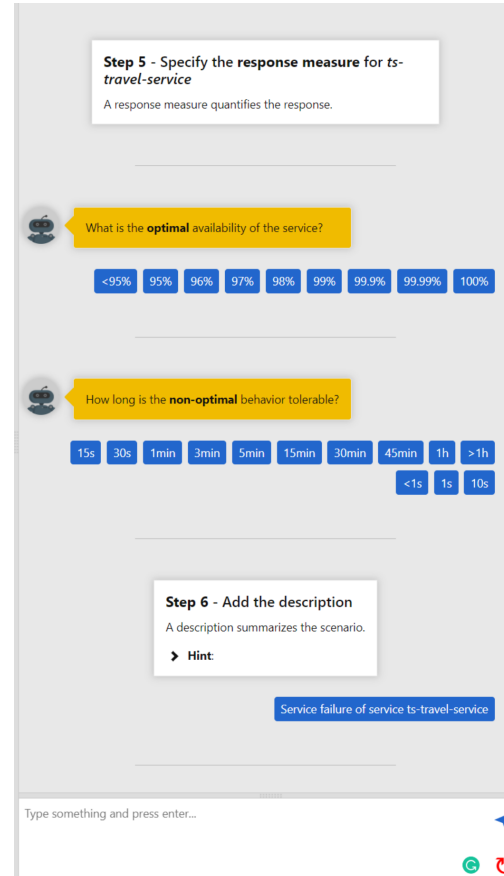 Step 5 - Specify the response measure for ts-
travel-service
A response measure quantifies the response.
What is the optimal availability of the service?
<95% 95% 96% 97% 98% 99% 99.9% 99.99% 100%
How long is the non-optimal behavior tolerable?
15s 30s 1min 3min 5min 15min 30min 45min 1h >1h
<1s 1s 10s
Step 6 - Add the description
A description summarizes the scenario.
Hint:
Service failure of service ts-travel-service
Type something and press enter...